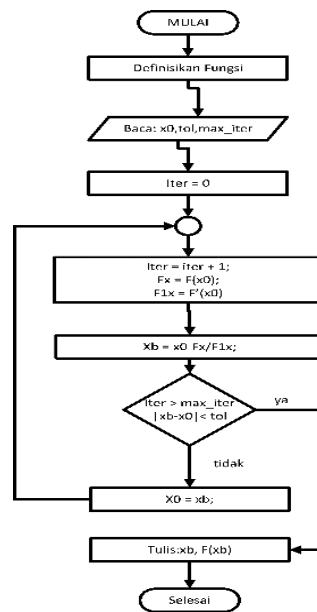 MULAI
Definisikan Fungsi
Baca: x0,tol,max_iter
Iter = 0
Iter = iter + 1;
Fx = F(x0);
F1x = F'(x0)
Xb = x0 Fx/F1x;
Iter > max_iter
|xb-x0|< tol
ya
tidak
X0 = xb;
Tulis:xb, F(xb)
Selesai